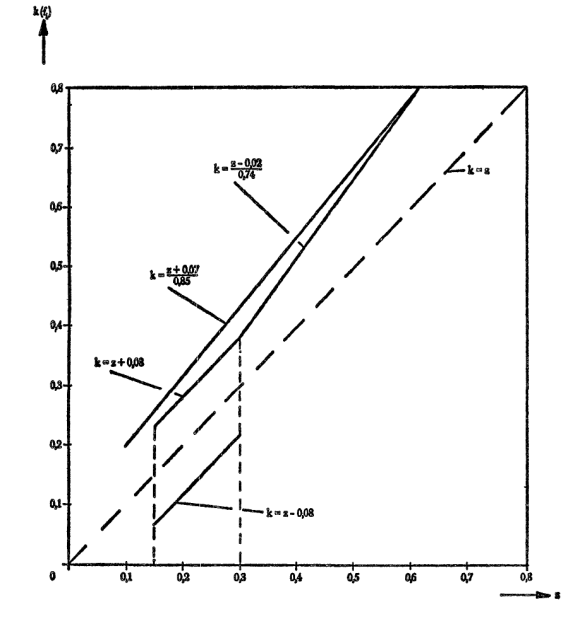 k(fᵢ)
0,8
k = z - 0,02 / 0,74
0,7
k = z
0,6
k = z + 0,07 / 0,85
0,5
0,4
k = z + 0,08
0,3
0,2
0,1
k = z - 0,08
0 0,1 0,2 0,3 0,4 0,5 0,6 0,7 0,8
z